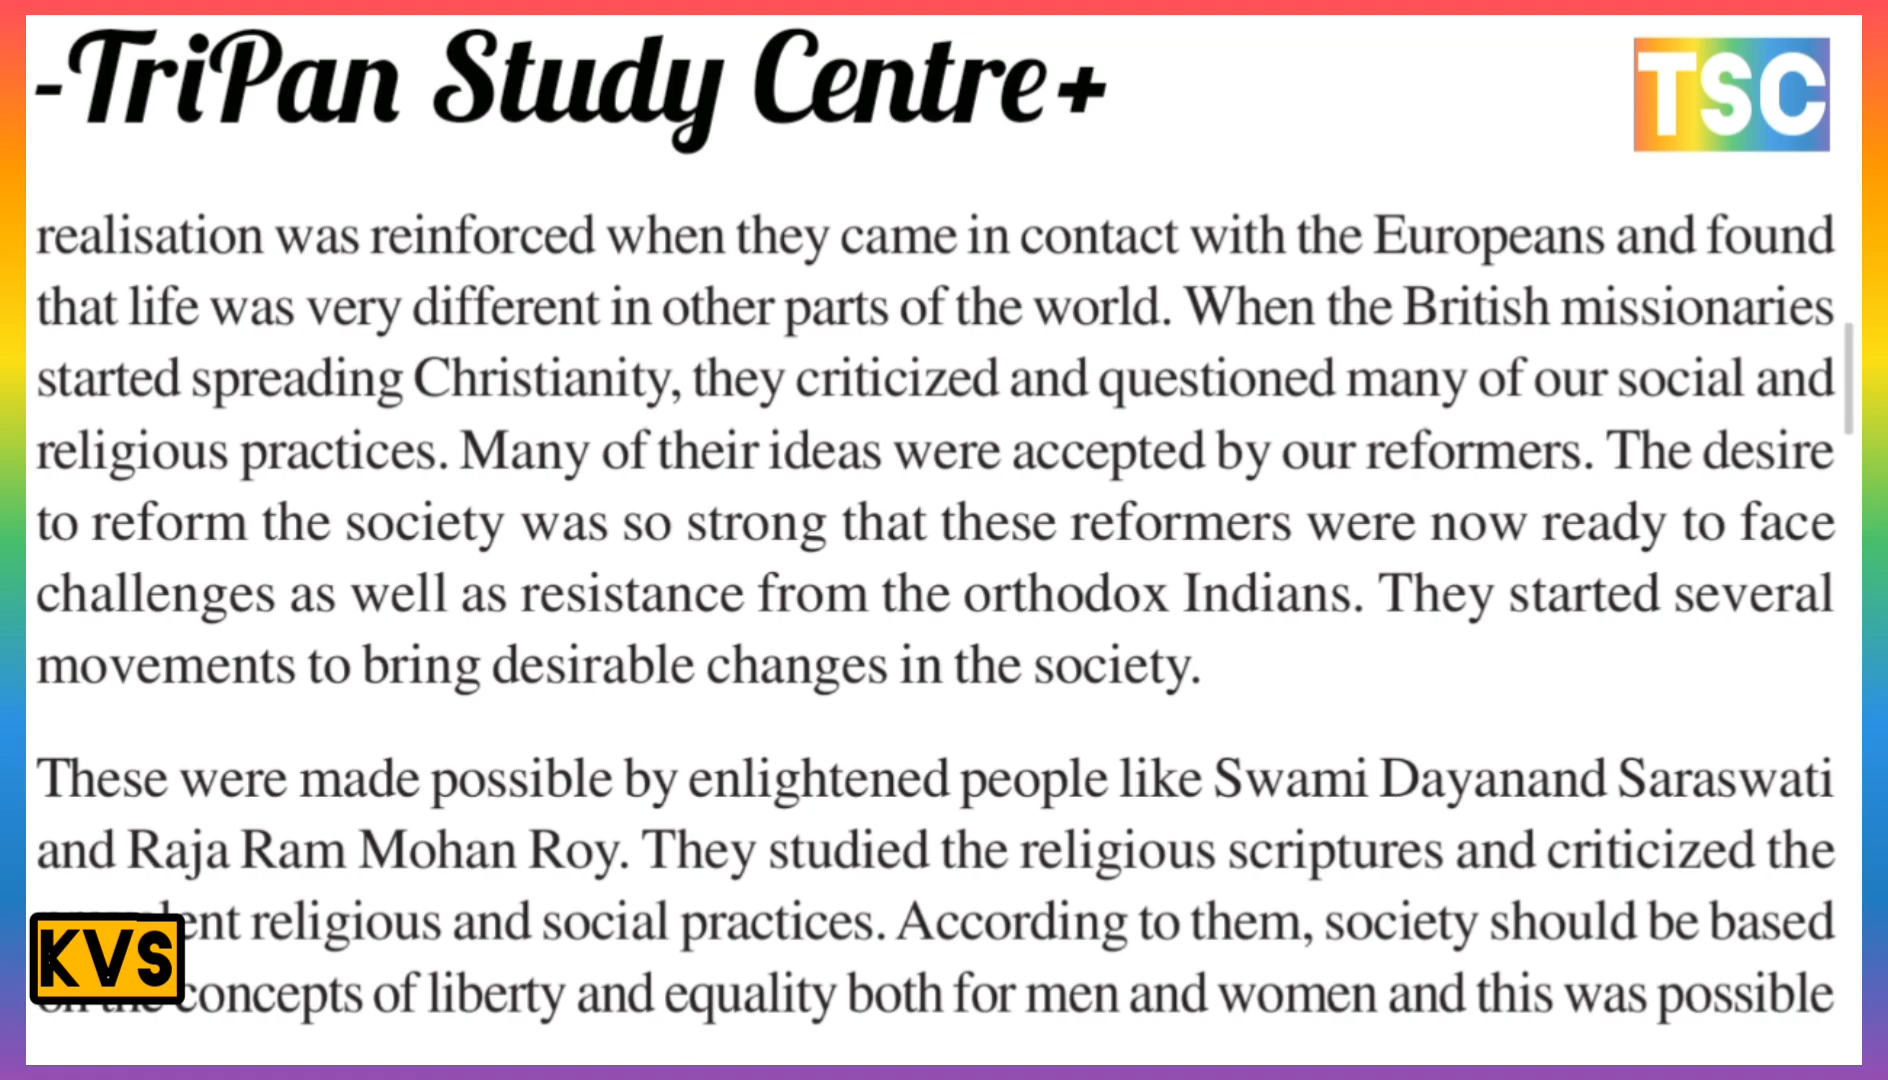 -TriPan Study Centre+
TSC
realisation was reinforced when they came in contact with the Europeans and found
that life was very different in other parts of the world. When the British missionaries
started spreading Christianity, they criticized and questioned many of our social and
religious practices. Many of their ideas were accepted by our reformers. The desire
to reform the society was so strong that these reformers were now ready to face
challenges as well as resistance from the orthodox Indians. They started several
movements to bring desirable changes in the society.
These were made possible by enlightened people like Swami Dayanand Saraswati
and Raja Ram Mohan Roy. They studied the religious scriptures and criticized the
religious and social practices. According to them, society should be based
KVS
concepts of liberty and equality both for men and women and this was possible